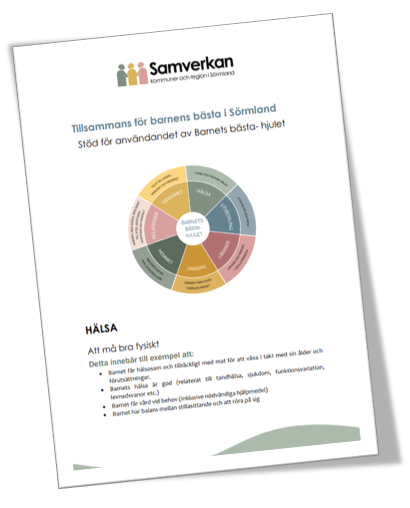 Samverkan
kommuner och region i Sörmland
Tillsammans för barnens bästa i Sörmland
Stöd för användandet av Barnets bästa- hjulet
HÄLSA
UTVECKLING
LÄRANDE
OMSORG
BARNETS
BÄSTA-
HJULET
HÄLSA
Att må bra fysiskt
Detta innebär till exempel att:
• Barnet får hälsosam och tillräckligt med mat för att växa i takt med sin ålder och
förutsättningar.
• Barnets hälsa är god (relaterat till tandhälsa, sjukdom, funktionsvariation,
levnadsvanor etc.)
• Barnet får vård vid behov (inklusive nödvändiga hjälpmedel)
• Barnet har balans mellan stillasittande och att röra på sig